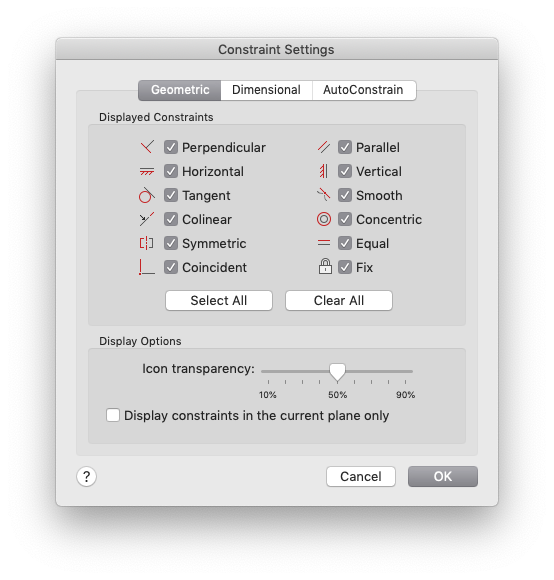 Constraint Settings
Geometric Dimensional AutoConstrain
Displayed Constraints
Perpendicular Parallel
Horizontal Vertical
Tangent Smooth
Colinear Concentric
Symmetric Equal
Coincident Fix
Select All Clear All
Display Options
Icon transparency:
10% 50% 90%
Display constraints in the current plane only
? Cancel OK